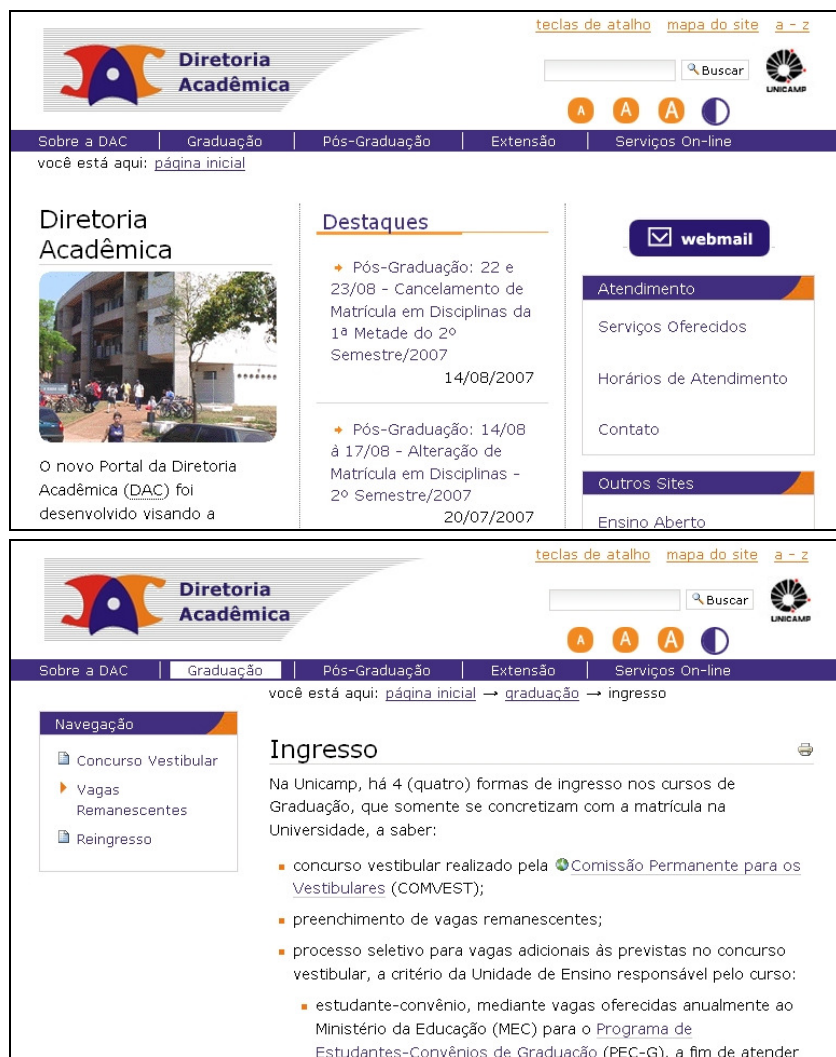 teclas de atalho mapa do site a - z
Diretoria
Acadêmica
Buscar
UNICAMP
A A A
Sobre a DAC Graduação Pós-Graduação Extensão Serviços On-line
você está aqui: página inicial
Diretoria
Acadêmica
O novo Portal da Diretoria
Acadêmica (DAC) foi
desenvolvido visando a
Destaques
Pós-Graduação: 22 e
23/08 - Cancelamento de
Matrícula em Disciplinas da
1ª Metade do 2º
Semestre/2007
14/08/2007
Pós-Graduação: 14/08
à 17/08 - Alteração de
Matrícula em Disciplinas -
2º Semestre/2007
20/07/2007
webmail
Atendimento
Serviços Oferecidos
Horários de Atendimento
Contato
Outros Sites
Ensino Aberto
teclas de atalho mapa do site a - z
Diretoria
Acadêmica
Buscar
UNICAMP
A A A
Sobre a DAC Graduação Pós-Graduação Extensão Serviços On-line
você está aqui: página inicial → graduação → ingresso
Navegação
Concurso Vestibular
Vagas
Remanescentes
Reingresso
Ingresso
Na Unicamp, há 4 (quatro) formas de ingresso nos cursos de
Graduação, que somente se concretizam com a matrícula na
Universidade, a saber:
concurso vestibular realizado pela Comissão Permanente para os
Vestibulares (COMVEST);
preenchimento de vagas remanescentes;
processo seletivo para vagas adicionais às previstas no concurso
vestibular, a critério da Unidade de Ensino responsável pelo curso:
estudante-convênio, mediante vagas oferecidas anualmente ao
Ministério da Educação (MEC) para o Programa de
Estudantes-Convênios de Graduação (PEC-G), a fim de atender